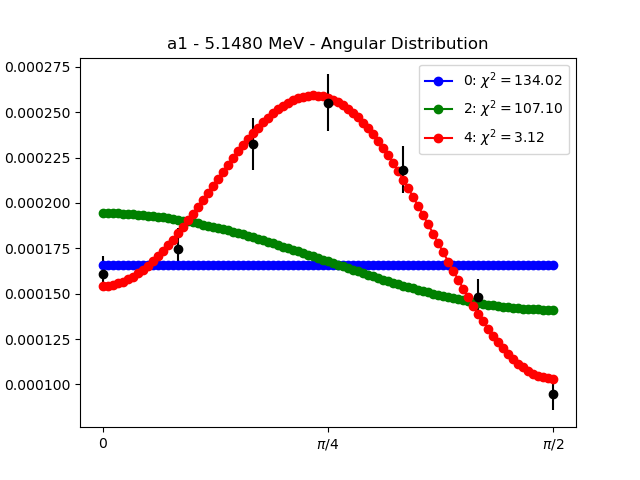 a1 - 5.1480 MeV - Angular Distribution
0.000275
0.000250
0.000225
0.000200
0.000175
0.000150
0.000125
0.000100
0: χ² = 134.02
2: χ² = 107.10
4: χ² = 3.12
0
π/4
π/2